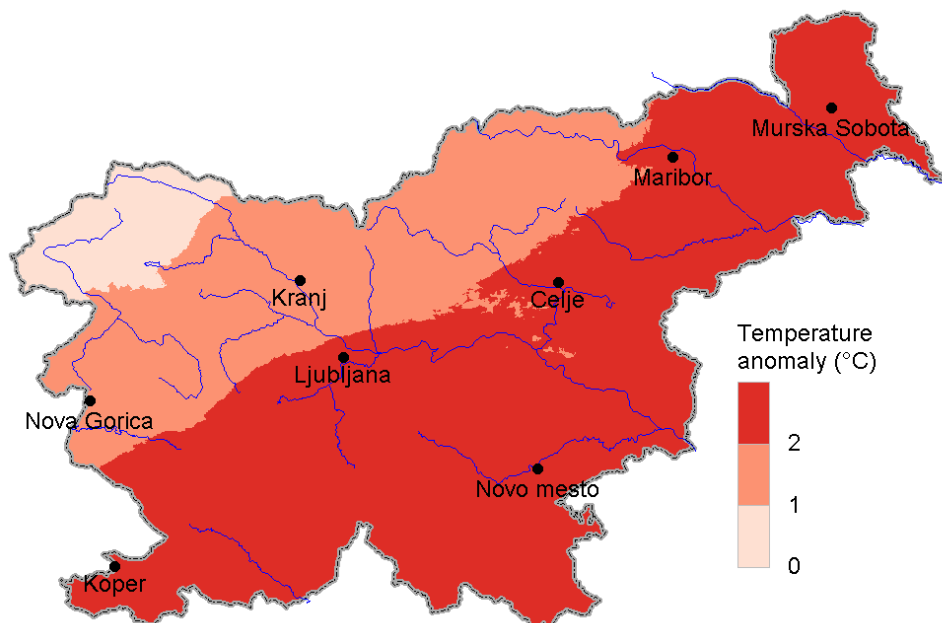 Murska Sobota
Maribor
Kranj
Celje
Ljubljana
Nova Gorica
Novo mesto
Koper
Temperature
anomaly (°C)
2
1
0